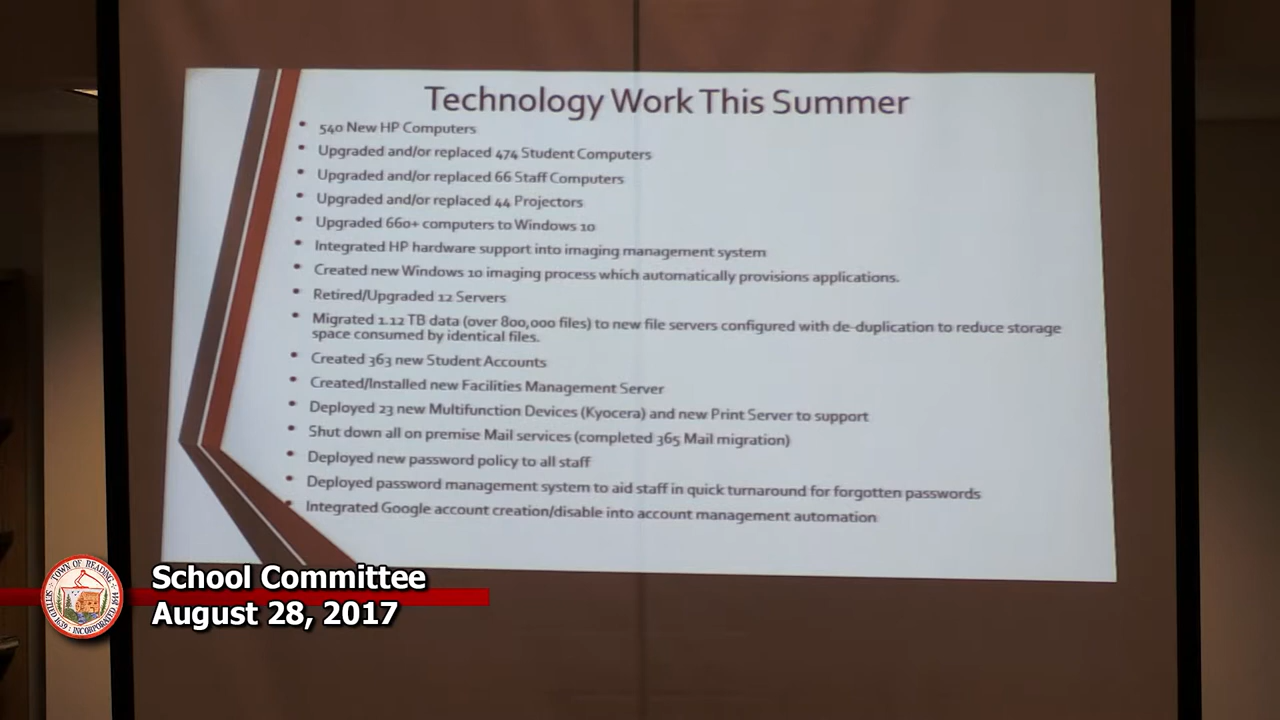 Technology Work This Summer
• 540 New HP Computers
• Upgraded and/or replaced 474 Student Computers
• Upgraded and/or replaced 66 Staff Computers
• Upgraded and/or replaced 44 Projectors
• Upgraded 660+ computers to Windows 10
• Integrated HP hardware support into imaging management system
• Created new Windows 10 imaging process which automatically provisions applications.
• Retired/Upgraded 12 Servers
• Migrated 1.12 TB data (over 800,000 files) to new file servers configured with de-duplication to reduce storage
space consumed by identical files.
• Created 363 new Student Accounts
• Created/Installed new Facilities Management Server
• Deployed 23 new Multifunction Devices (Kyocera) and new Print Server to support
• Shut down all on premise Mail services (completed 365 Mail migration)
• Deployed new password policy to all staff
• Deployed password management system to aid staff in quick turnaround for forgotten passwords
• Integrated Google account creation/disable into account management automation
TOWN OF READING
INCORPORATED 1644
SETTLED 1639
School Committee
August 28, 2017